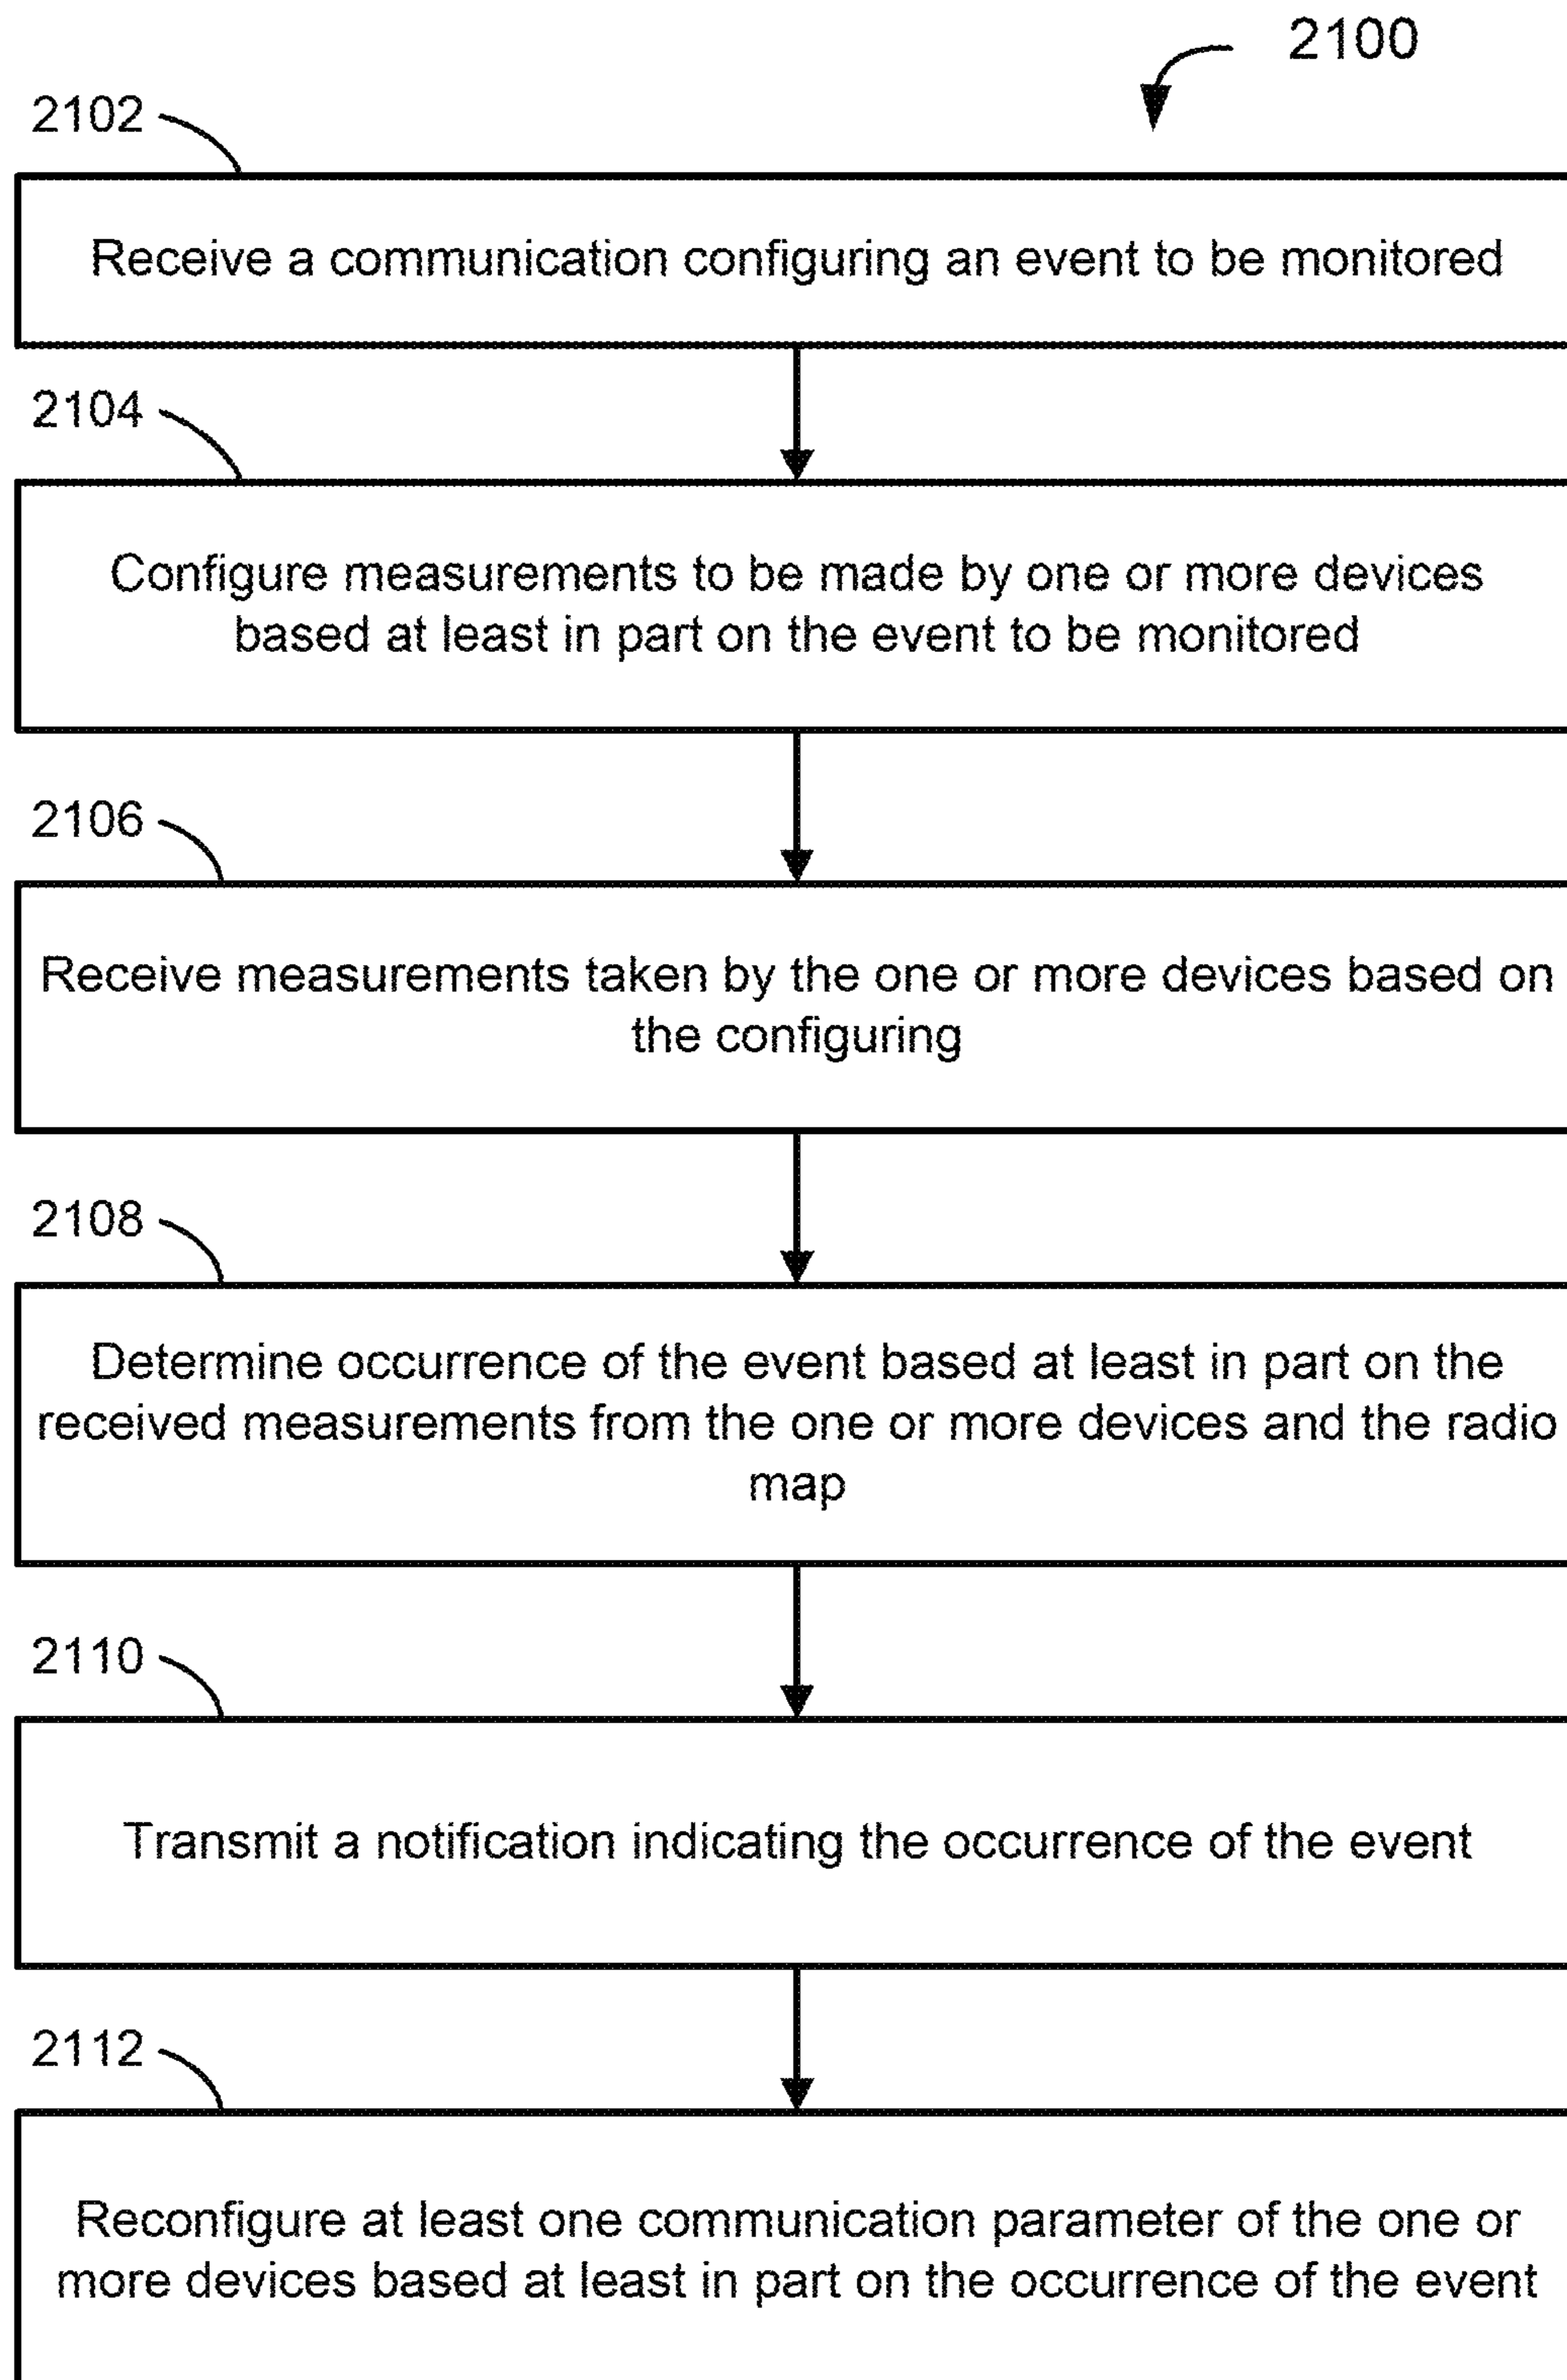 2100
2102
Receive a communication configuring an event to be monitored
2104
Configure measurements to be made by one or more devices
based at least in part on the event to be monitored
2106
Receive measurements taken by the one or more devices based on
the configuring
2108
Determine occurrence of the event based at least in part on the
received measurements from the one or more devices and the radio
map
2110
Transmit a notification indicating the occurrence of the event
2112
Reconfigure at least one communication parameter of the one or
more devices based at least in part on the occurrence of the event